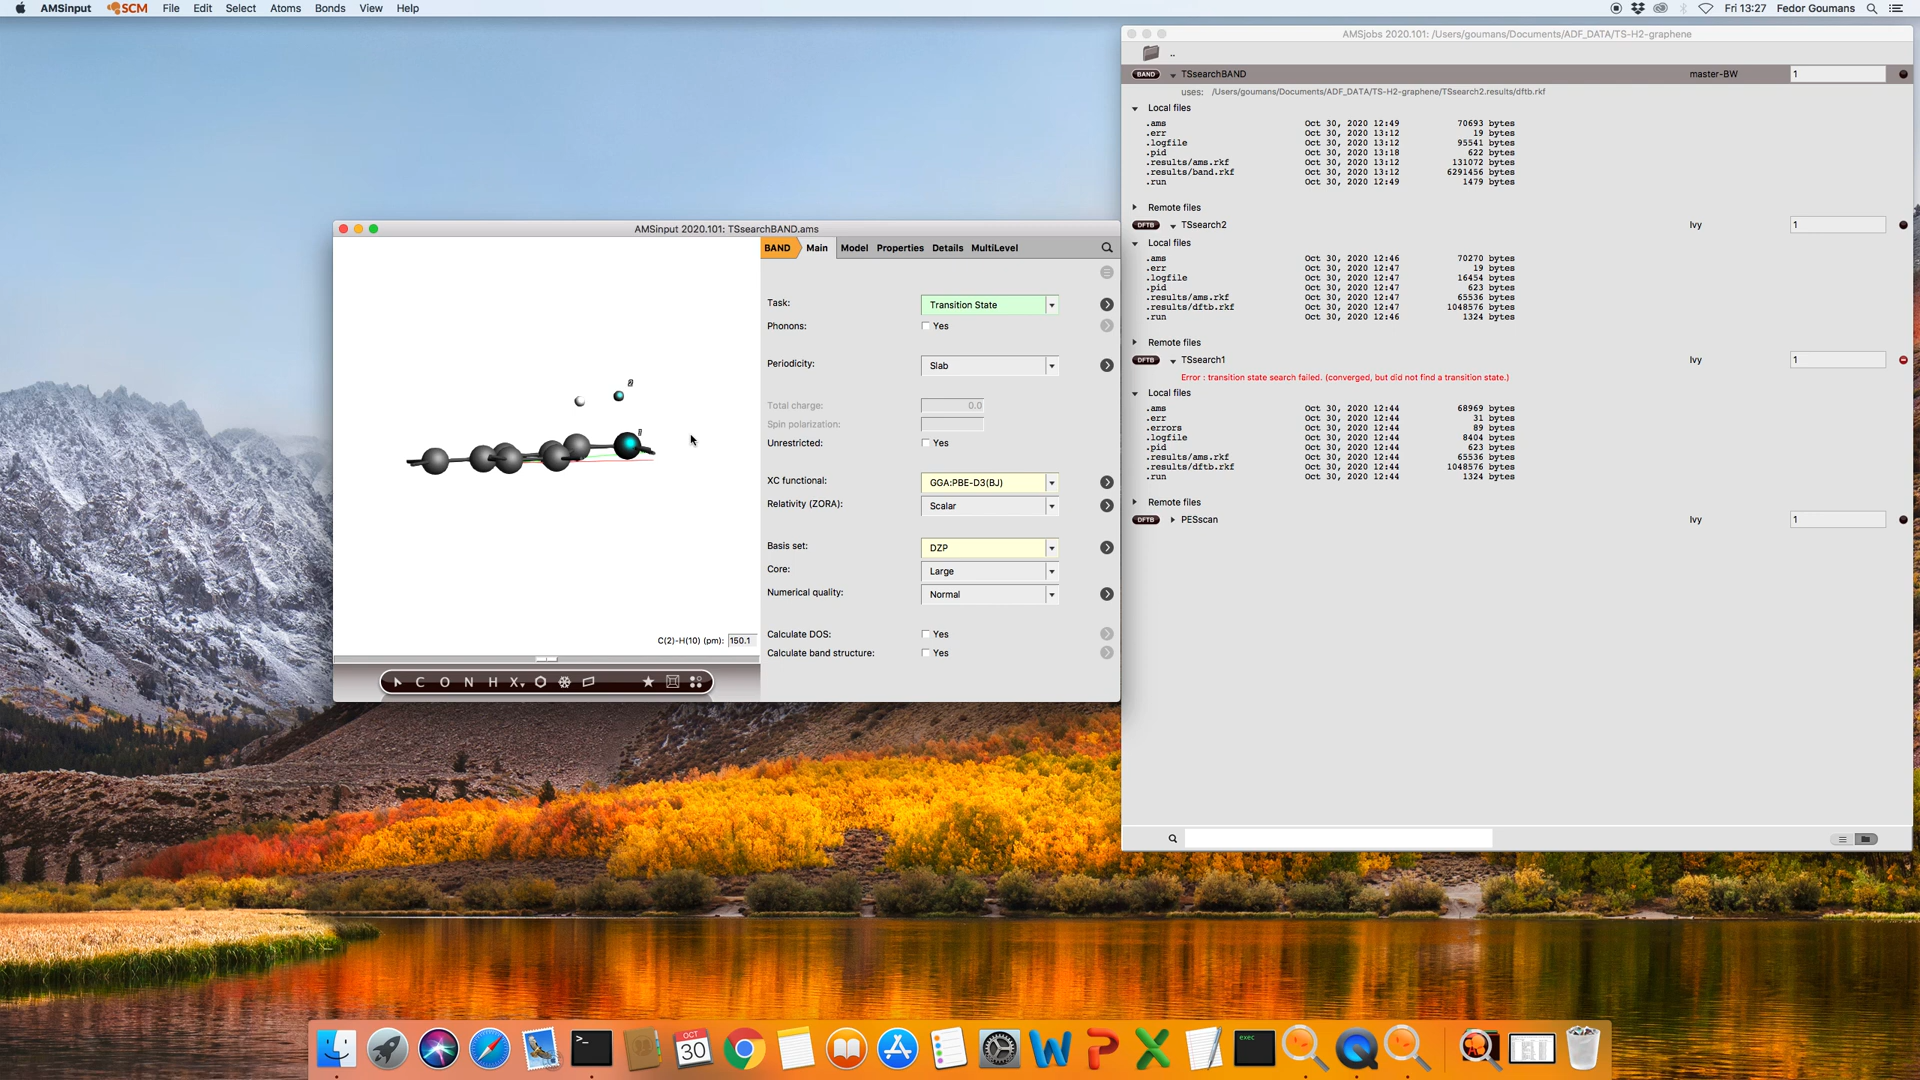 AMSinput SCM File Edit Select Atoms Bonds View Help
Fri 13:27 Fedor Goumans
AMSjobs 2020.101: /Users/goumans/Documents/ADF_DATA/TS-H2-graphene
..
BAND TSsearchBAND master-BW 1
uses: /Users/goumans/Documents/ADF_DATA/TS-H2-graphene/TSsearch2.results/dftb.rkf
Local files
.ams Oct 30, 2020 12:49 70693 bytes
.err Oct 30, 2020 13:12 19 bytes
.logfile Oct 30, 2020 13:12 95541 bytes
.pid Oct 30, 2020 13:18 622 bytes
.results/ams.rkf Oct 30, 2020 13:12 131072 bytes
.results/band.rkf Oct 30, 2020 13:12 6291456 bytes
.run Oct 30, 2020 12:49 1479 bytes
Remote files
DFTB TSsearch2 Ivy 1
Local files
.ams Oct 30, 2020 12:46 70270 bytes
.err Oct 30, 2020 12:47 19 bytes
.logfile Oct 30, 2020 12:47 16454 bytes
.pid Oct 30, 2020 12:47 623 bytes
.results/ams.rkf Oct 30, 2020 12:47 65536 bytes
.results/dftb.rkf Oct 30, 2020 12:47 1048576 bytes
.run Oct 30, 2020 12:46 1324 bytes
Remote files
DFTB TSsearch1 Ivy 1
Error : transition state search failed. (converged, but did not find a transition state.)
Local files
.ams Oct 30, 2020 12:44 68969 bytes
.err Oct 30, 2020 12:44 31 bytes
.errors Oct 30, 2020 12:44 89 bytes
.logfile Oct 30, 2020 12:44 8404 bytes
.pid Oct 30, 2020 12:44 623 bytes
.results/ams.rkf Oct 30, 2020 12:44 65536 bytes
.results/dftb.rkf Oct 30, 2020 12:44 1048576 bytes
.run Oct 30, 2020 12:44 1324 bytes
Remote files
DFTB PESscan Ivy 1
AMSinput 2020.101: TSsearchBAND.ams
BAND Main Model Properties Details MultiLevel
Task: Transition State
Phonons: Yes
Periodicity: Slab
Total charge: 0.0
Spin polarization:
Unrestricted: Yes
XC functional: GGA:PBE-D3(BJ)
Relativity (ZORA): Scalar
Basis set: DZP
Core: Large
Numerical quality: Normal
Calculate DOS: Yes
Calculate band structure: Yes
2
1
C(2)-H(10) (pm): 150.1
C O N H X
OCT
30
exec